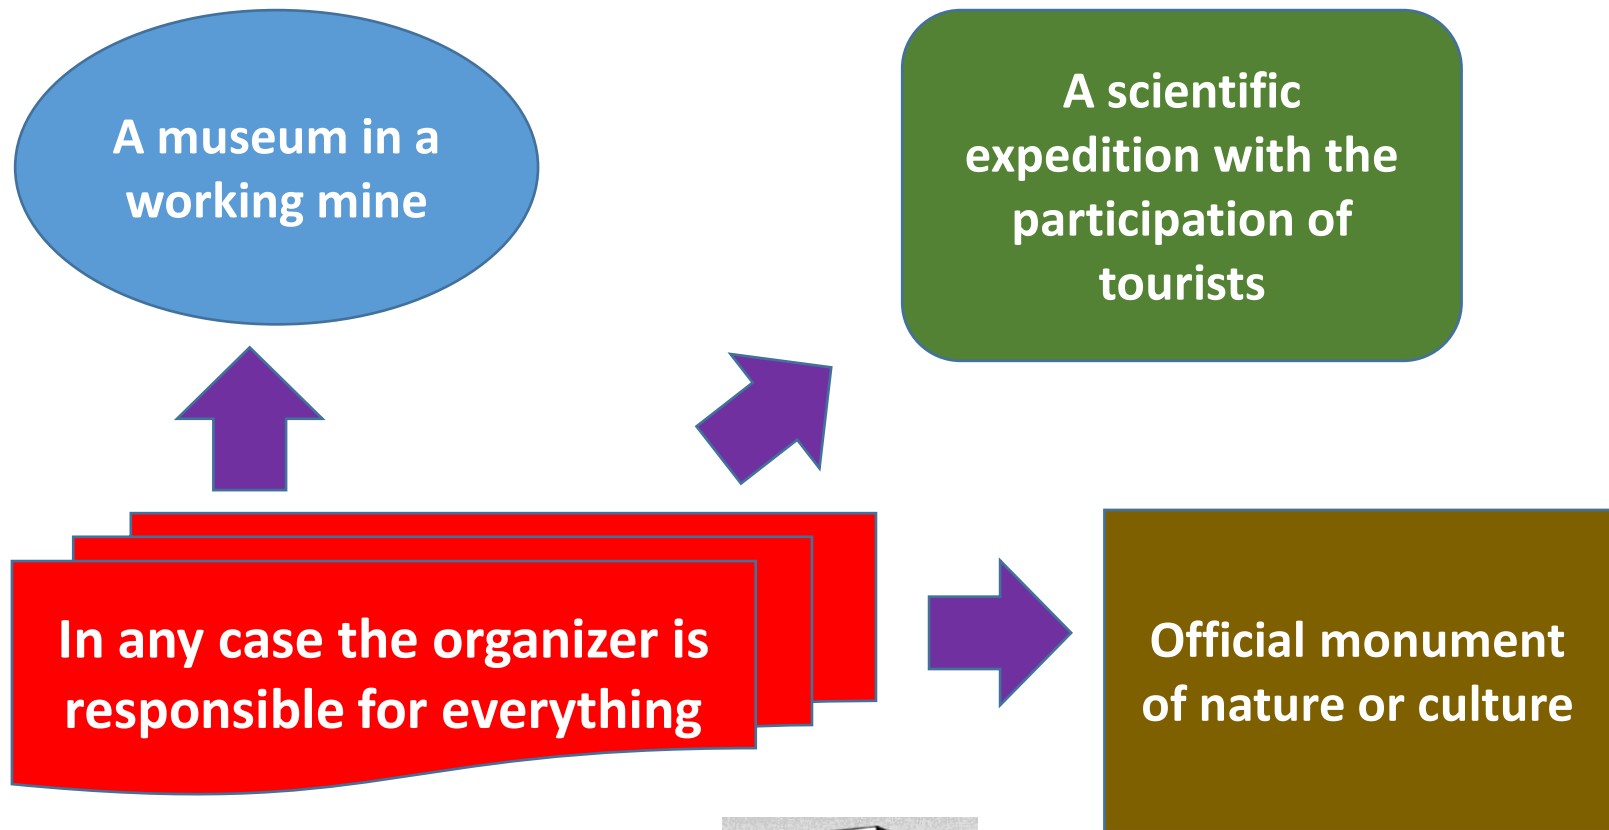 A museum in a
working mine
A scientific
expedition with the
participation of
tourists
In any case the organizer is
responsible for everything
Official monument
of nature or culture